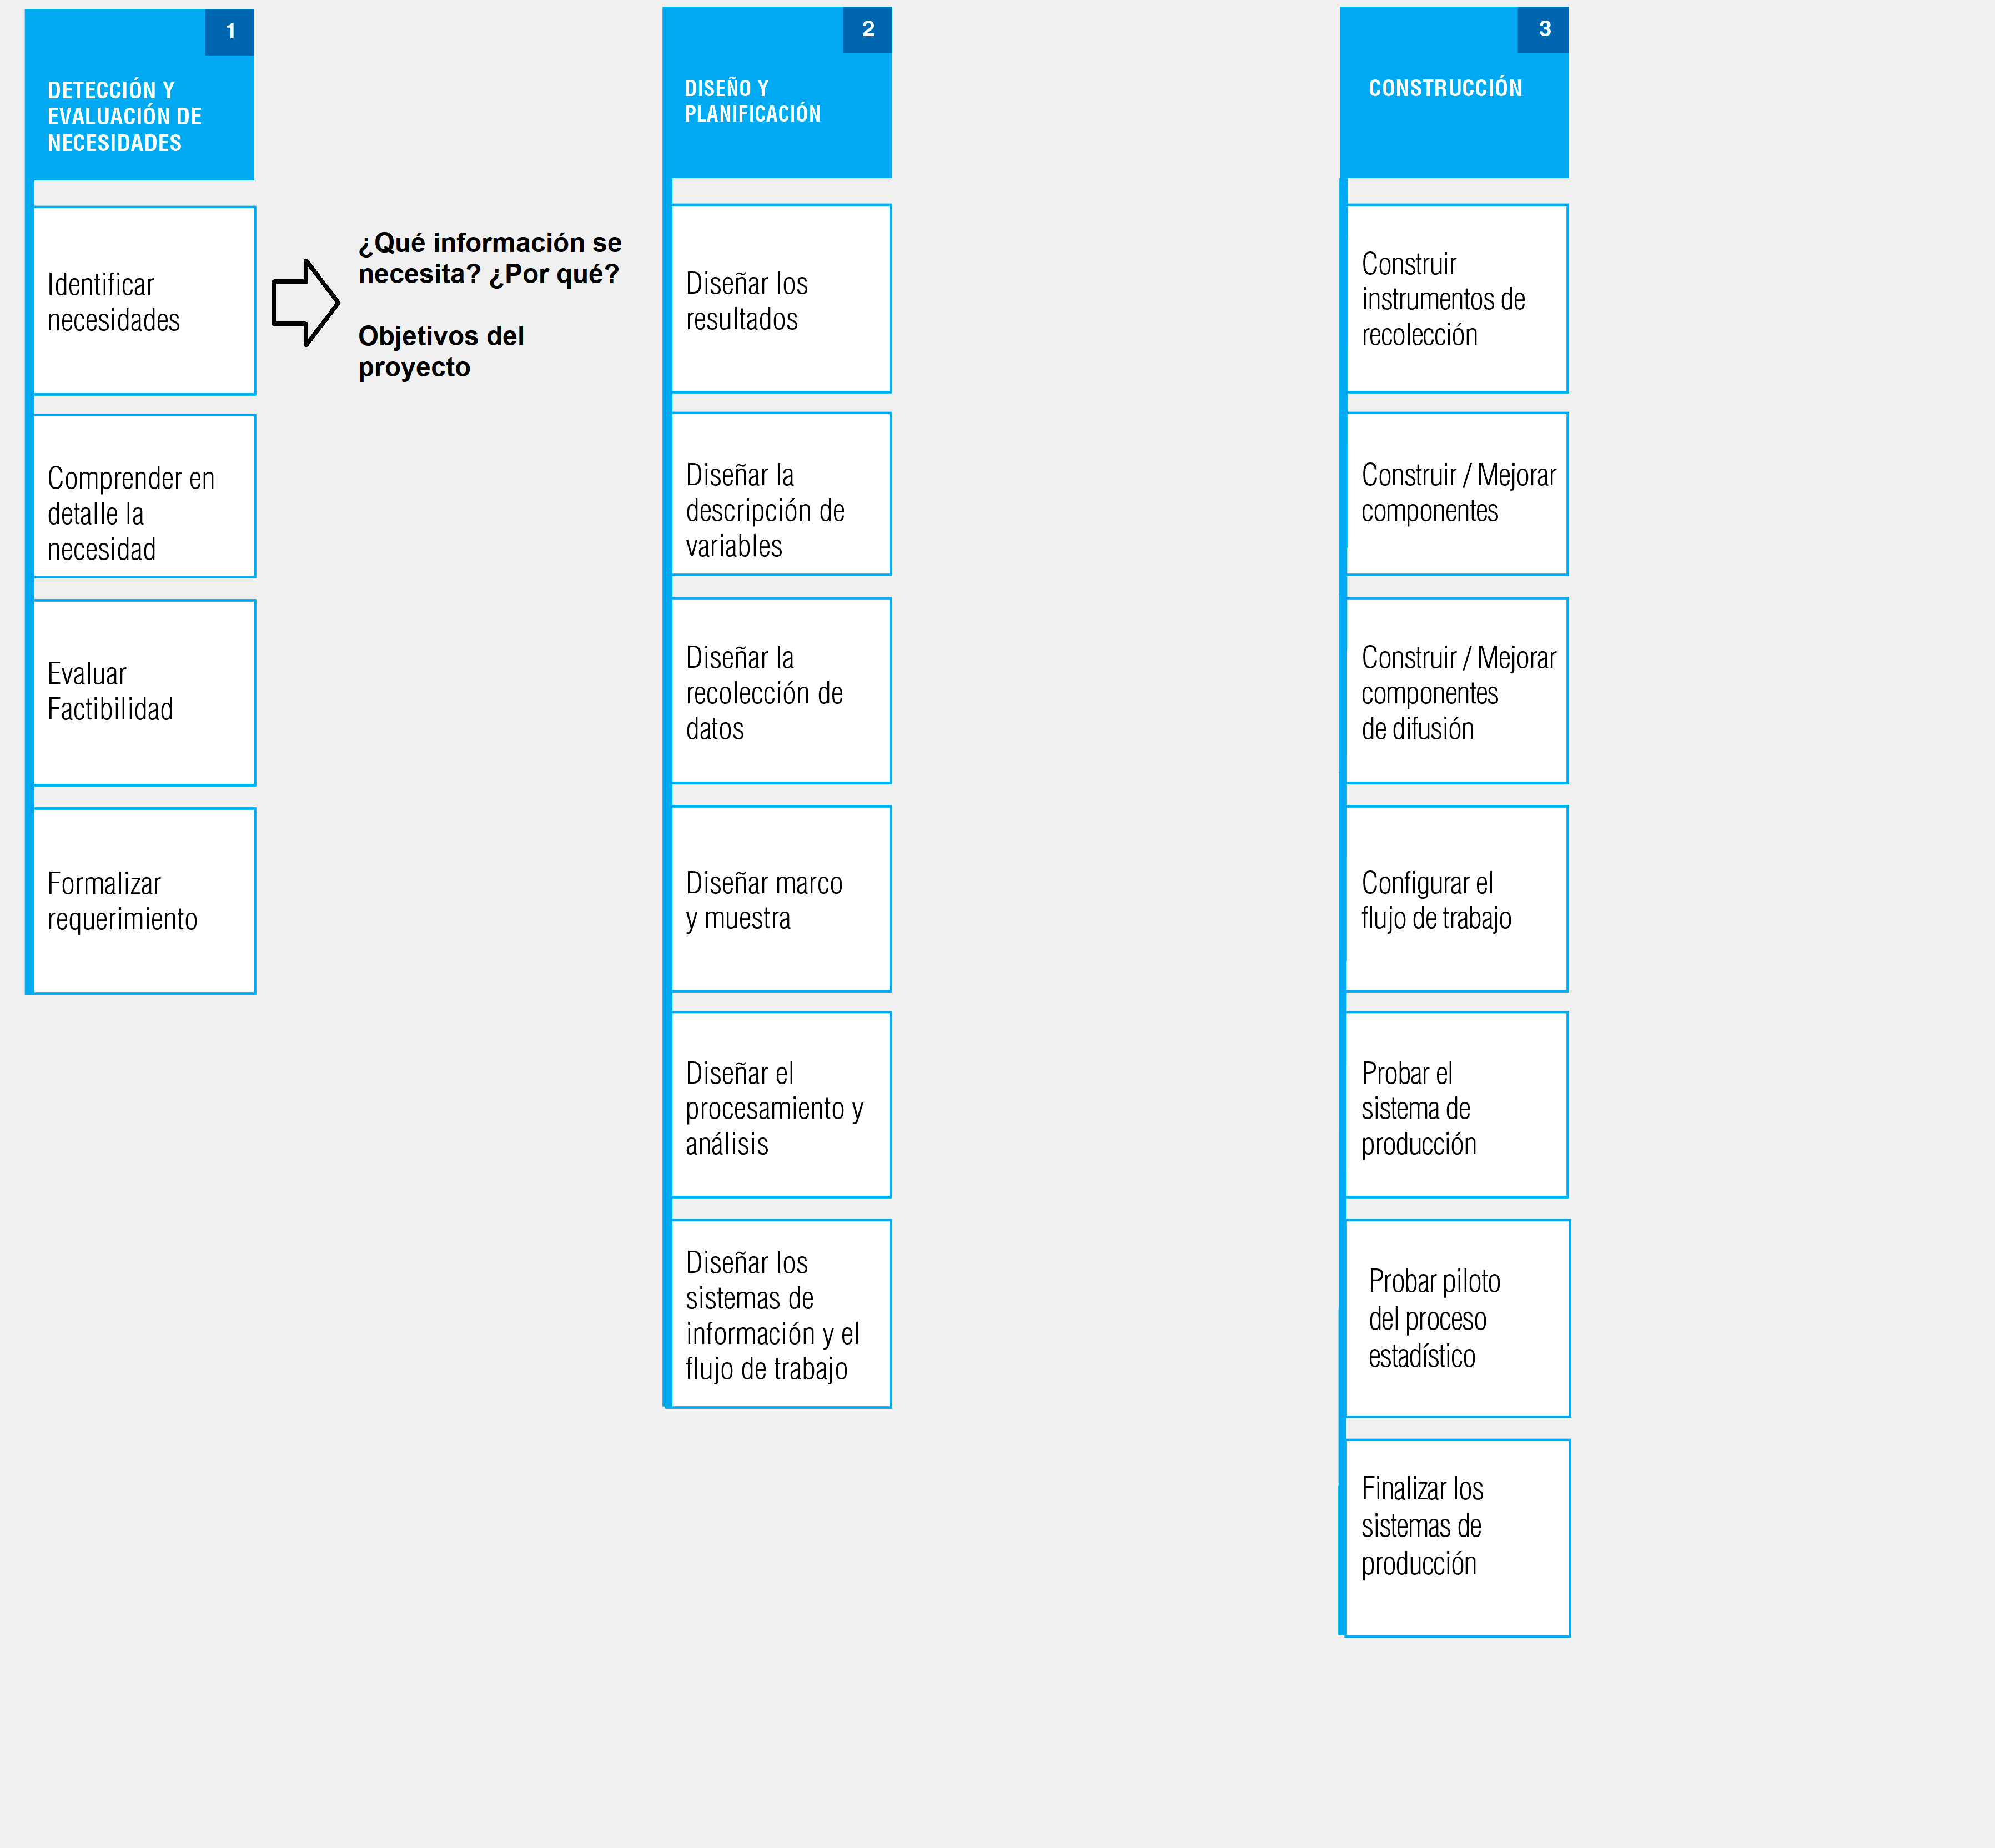 1
DETECCIÓN Y
EVALUACIÓN DE
NECESIDADES
Identificar
necesidades
¿Qué información se
necesita? ¿Por qué?
Objetivos del
proyecto
Comprender en
detalle la
necesidad
Evaluar
Factibilidad
Formalizar
requerimiento
2
DISEÑO Y
PLANIFICACIÓN
Diseñar los
resultados
Diseñar la
descripción de
variables
Diseñar la
recolección de
datos
Diseñar marco
y muestra
Diseñar el
procesamiento y
análisis
Diseñar los
sistemas de
información y el
flujo de trabajo
3
CONSTRUCCIÓN
Construir
instrumentos de
recolección
Construir / Mejorar
componentes
Construir / Mejorar
componentes
de difusión
Configurar el
flujo de trabajo
Probar el
sistema de
producción
Probar piloto
del proceso
estadístico
Finalizar los
sistemas de
producción